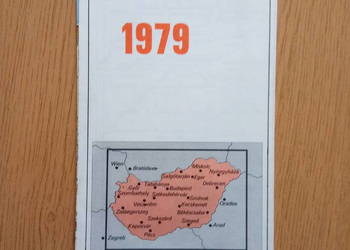 1979
Wien
Bratislava
Miskolc
Nyíregyháza
Salgótarján
Eger
Győr
Tatabánya
Budapest
Debrecen
Szombathely
Székesfehérvár
Szolnok
Veszprém
Kecskemét
Oradea
Zalaegerszeg
Békéscsaba
Szekszárd
Kaposvár
Szeged
Arad
Pécs
Zagreb